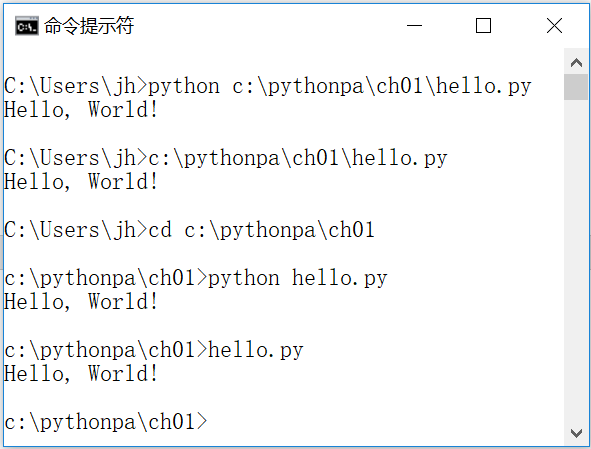 命令提示符
C:\Users\jh>python c:\pythonpa\ch01\hello.py
Hello, World!
C:\Users\jh>c:\pythonpa\ch01\hello.py
Hello, World!
C:\Users\jh>cd c:\pythonpa\ch01
c:\pythonpa\ch01>python hello.py
Hello, World!
c:\pythonpa\ch01>hello.py
Hello, World!
c:\pythonpa\ch01>